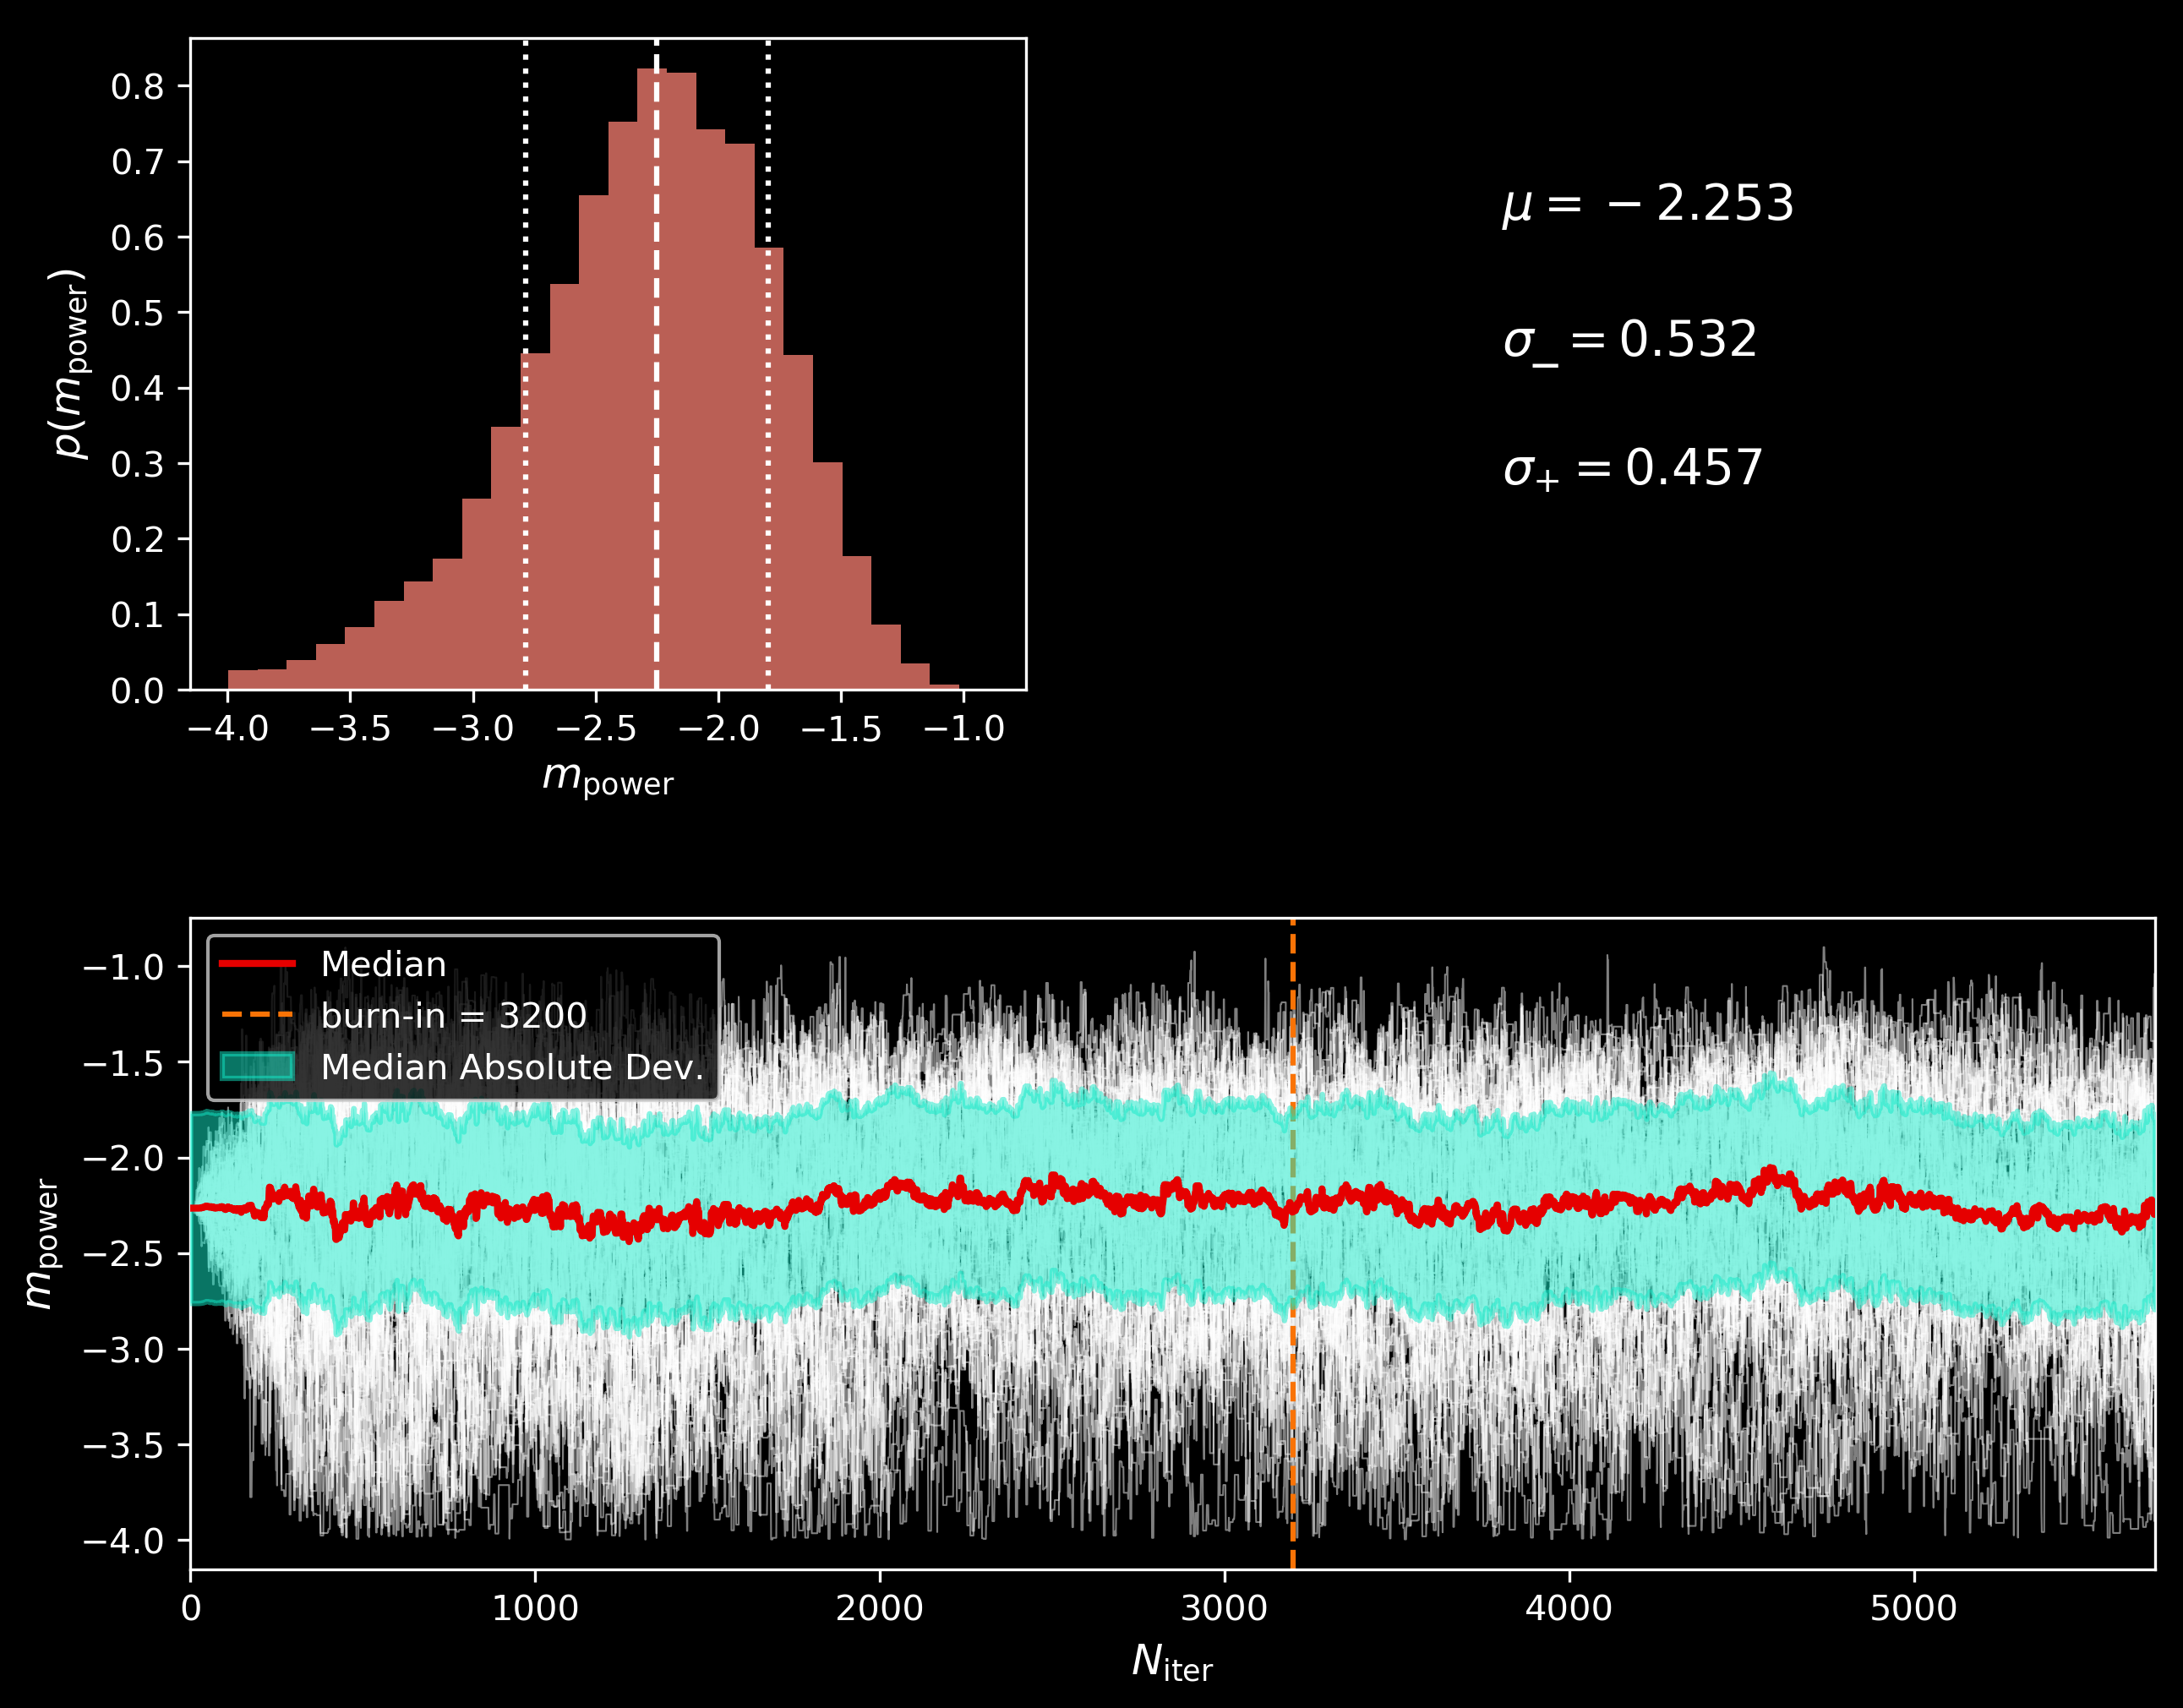 0.8
0.7
0.6
0.5
0.4
0.3
0.2
0.1
0.0
p(m_power)
−4.0 −3.5 −3.0 −2.5 −2.0 −1.5 −1.0
m_power
μ = −2.253
σ_− = 0.532
σ_+ = 0.457
Median
burn-in = 3200
Median Absolute Dev.
−1.0
−1.5
−2.0
−2.5
−3.0
−3.5
−4.0
m_power
0 1000 2000 3000 4000 5000
N_iter